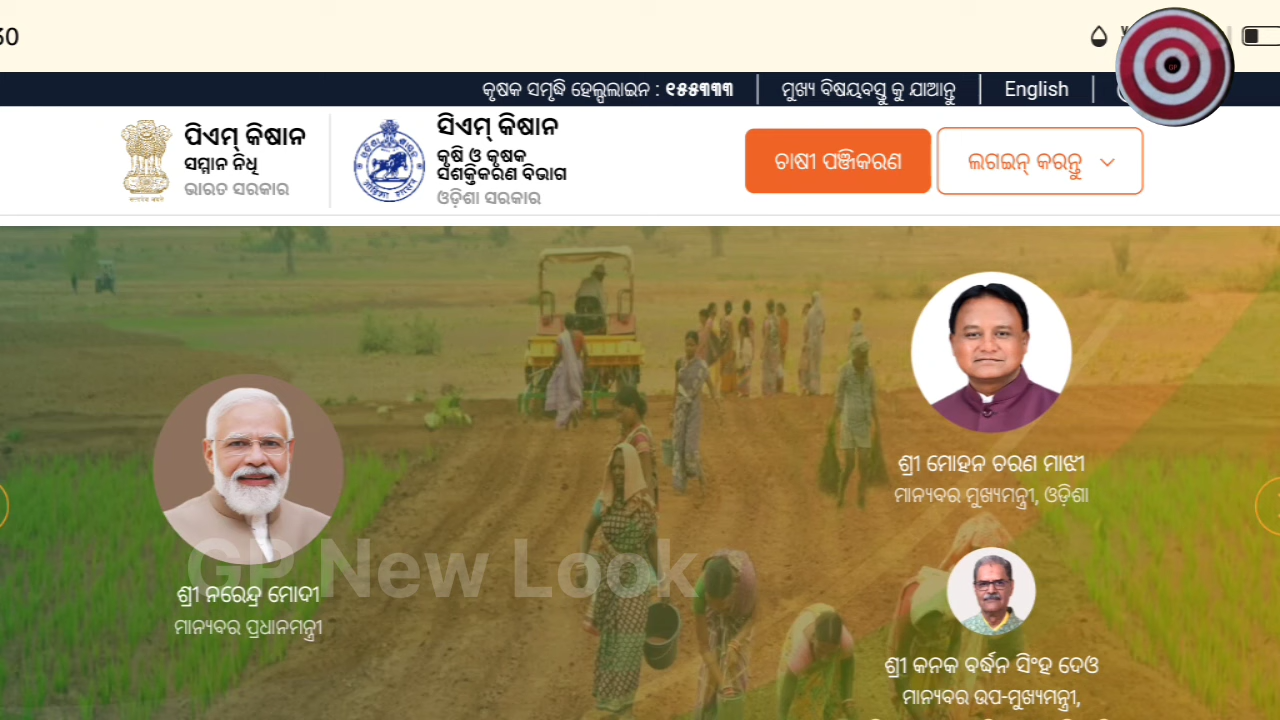 କୃଷକ ସମୃଦ୍ଧି ହେଲ୍ପଲାଇନ : ୧୫୫୩୩୩
ମୁଖ୍ୟ ବିଷୟବସ୍ତୁ କୁ ଯାଆନ୍ତୁ
English
ପିଏମ୍ କିଷାନ
ସମ୍ମାନ ନିଧି
ଭାରତ ସରକାର
ସିଏମ୍ କିଷାନ
କୃଷି ଓ କୃଷକ
ସଶକ୍ତିକରଣ ବିଭାଗ
ଓଡ଼ିଶା ସରକାର
ଚାଷୀ ପଞ୍ଜିକରଣ
ଲଗଇନ୍ କରନ୍ତୁ
ଶ୍ରୀ ମୋହନ ଚରଣ ମାଝୀ
ମାନ୍ୟବର ମୁଖ୍ୟମନ୍ତ୍ରୀ, ଓଡ଼ିଶା
GP New Look
ଶ୍ରୀ ନରେନ୍ଦ୍ର ମୋଦୀ
ମାନ୍ୟବର ପ୍ରଧାନମନ୍ତ୍ରୀ
ଶ୍ରୀ କନକ ବର୍ଦ୍ଧନ ସିଂହ ଦେଓ
ମାନ୍ୟବର ଉପ-ମୁଖ୍ୟମନ୍ତ୍ରୀ,